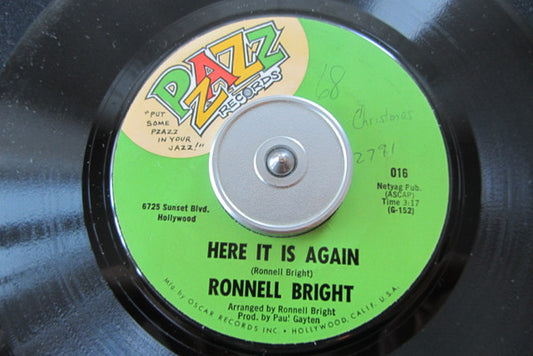 PZAZZ
RECORDS
"PUT
SOME
PZAZZ
IN YOUR
JAZZ!"
68
Christmas
2791
016
Netyag Pub.
(ASCAP)
Time 3:17
(G-152)
6725 Sunset Blvd.
Hollywood
HERE IT IS AGAIN
(Ronnell Bright)
RONNELL BRIGHT
Arranged by Ronnell Bright
Prod. by Paul Gayten
Mfg by OSCAR RECORDS INC. • HOLLYWOOD, CALIF. U.S.A.